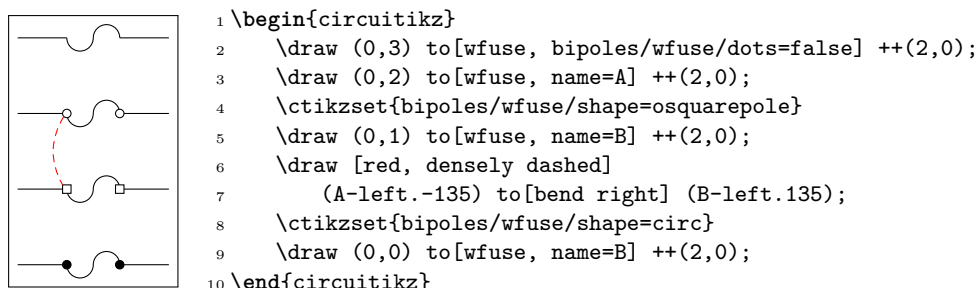 1 \begin{circuitikz}
2     \draw (0,3) to[wfuse, bipoles/wfuse/dots=false] ++(2,0);
3     \draw (0,2) to[wfuse, name=A] ++(2,0);
4     \ctikzset{bipoles/wfuse/shape=osquarepole}
5     \draw (0,1) to[wfuse, name=B] ++(2,0);
6     \draw [red, densely dashed]
7         (A-left.-135) to[bend right] (B-left.135);
8     \ctikzset{bipoles/wfuse/shape=circ}
9     \draw (0,0) to[wfuse, name=B] ++(2,0);
10 \end{circuitikz}